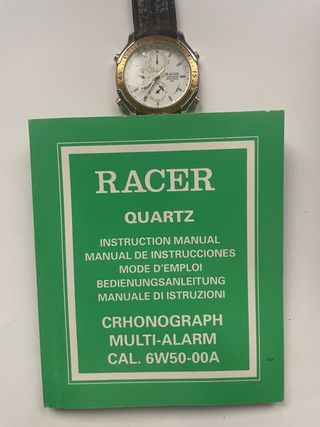 RACER
RACER
QUARTZ
INSTRUCTION MANUAL
MANUAL DE INSTRUCCIONES
MODE D'EMPLOI
BEDIENUNGSANLEITUNG
MANUALE DI ISTRUZIONI
CRHONOGRAPH
MULTI-ALARM
CAL. 6W50-00A